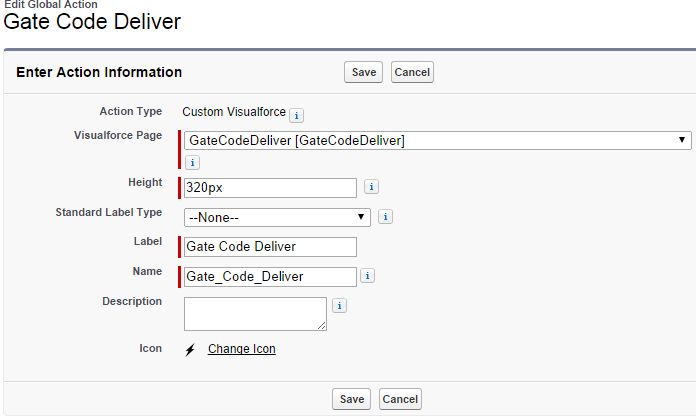 Edit Global Action
Gate Code Deliver
Enter Action Information
Save Cancel
Action Type Custom Visualforce i
Visualforce Page GateCodeDeliver [GateCodeDeliver]
i
Height 320px i
Standard Label Type --None-- i
Label Gate Code Deliver
Name Gate_Code_Deliver i
Description i
Icon Change Icon
Save Cancel